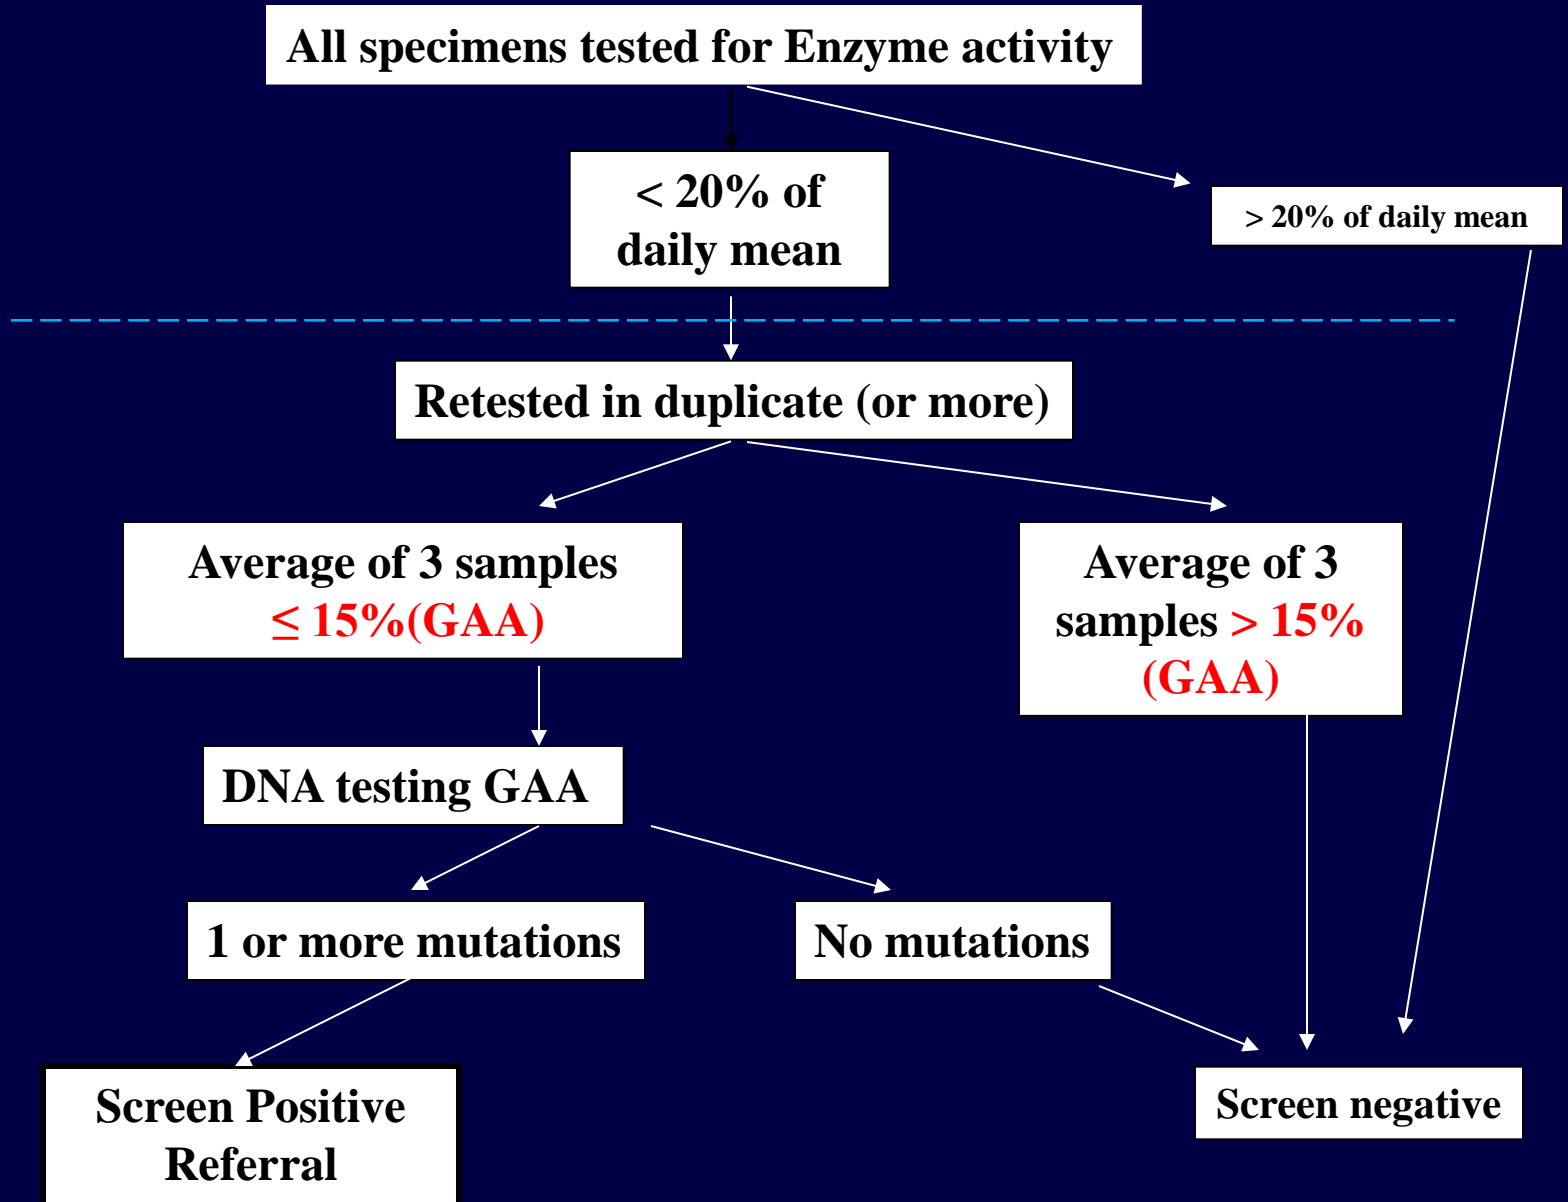 All specimens tested for Enzyme activity
< 20% of
daily mean
> 20% of daily mean
Retested in duplicate (or more)
Average of 3 samples
≤ 15%(GAA)
Average of 3
samples > 15%
(GAA)
DNA testing GAA
1 or more mutations
No mutations
Screen Positive
Referral
Screen negative